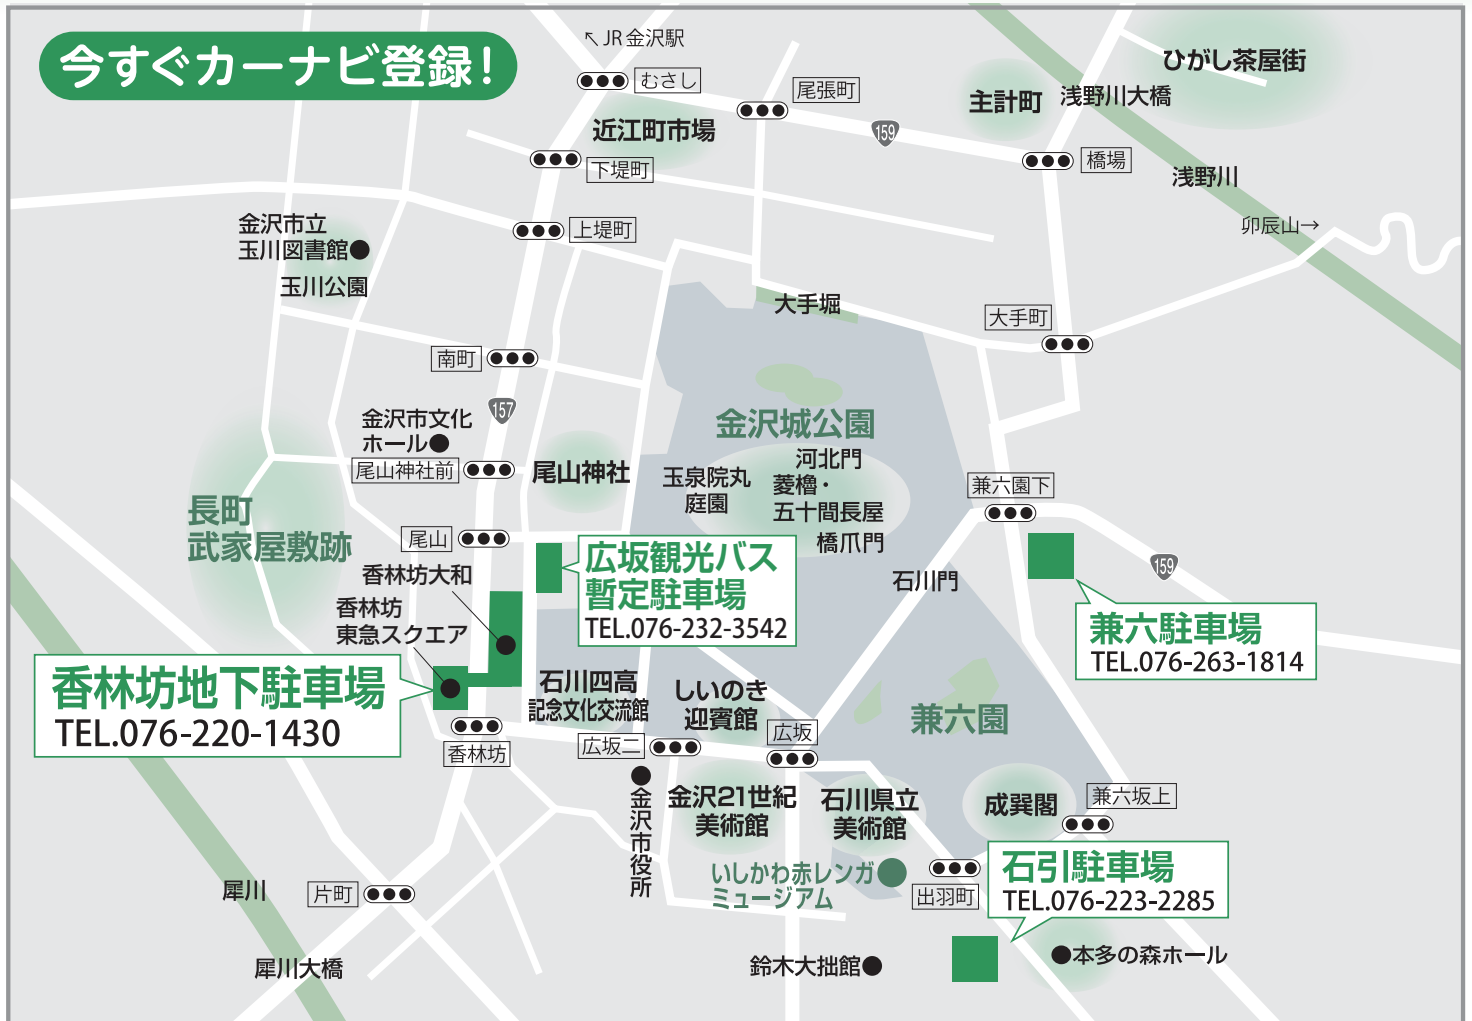 今すぐカーナビ登録！
↖JR金沢駅
むさし
尾張町
近江町市場
159
主計町
浅野川大橋
ひがし茶屋街
下堤町
橋場
浅野川
金沢市立
玉川図書館
上堤町
卯辰山→
玉川公園
大手堀
大手町
南町
157
金沢市文化
ホール
金沢城公園
尾山神社前
尾山神社
玉泉院丸
庭園
河北門
菱櫓・
五十間長屋
橋爪門
兼六園下
長町
武家屋敷跡
尾山
香林坊大和
広坂観光バス
暫定駐車場
TEL.076-232-3542
石川門
159
香林坊
東急スクエア
兼六駐車場
TEL.076-263-1814
香林坊地下駐車場
TEL.076-220-1430
石川四高
記念文化交流館
しいのき
迎賓館
兼六園
香林坊
広坂二
広坂
金沢市役所
金沢21世紀
美術館
石川県立
美術館
成巽閣
兼六坂上
いしかわ赤レンガ
ミュージアム
出羽町
石引駐車場
TEL.076-223-2285
犀川
片町
犀川大橋
鈴木大拙館
本多の森ホール